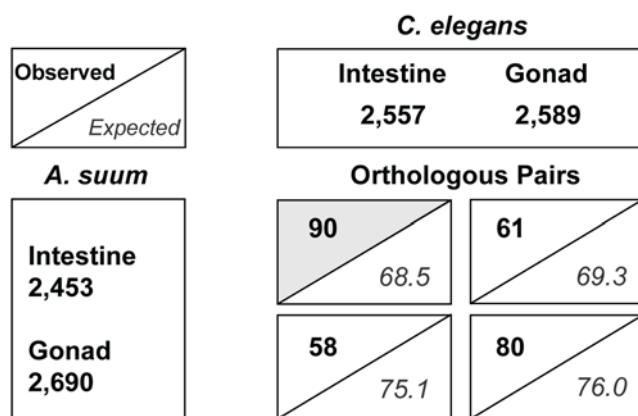 C. elegans
Observed
Expected
Intestine Gonad
2,557 2,589
A. suum
Orthologous Pairs
Intestine
2,453
Gonad
2,690
90
68.5
61
69.3
58
75.1
80
76.0